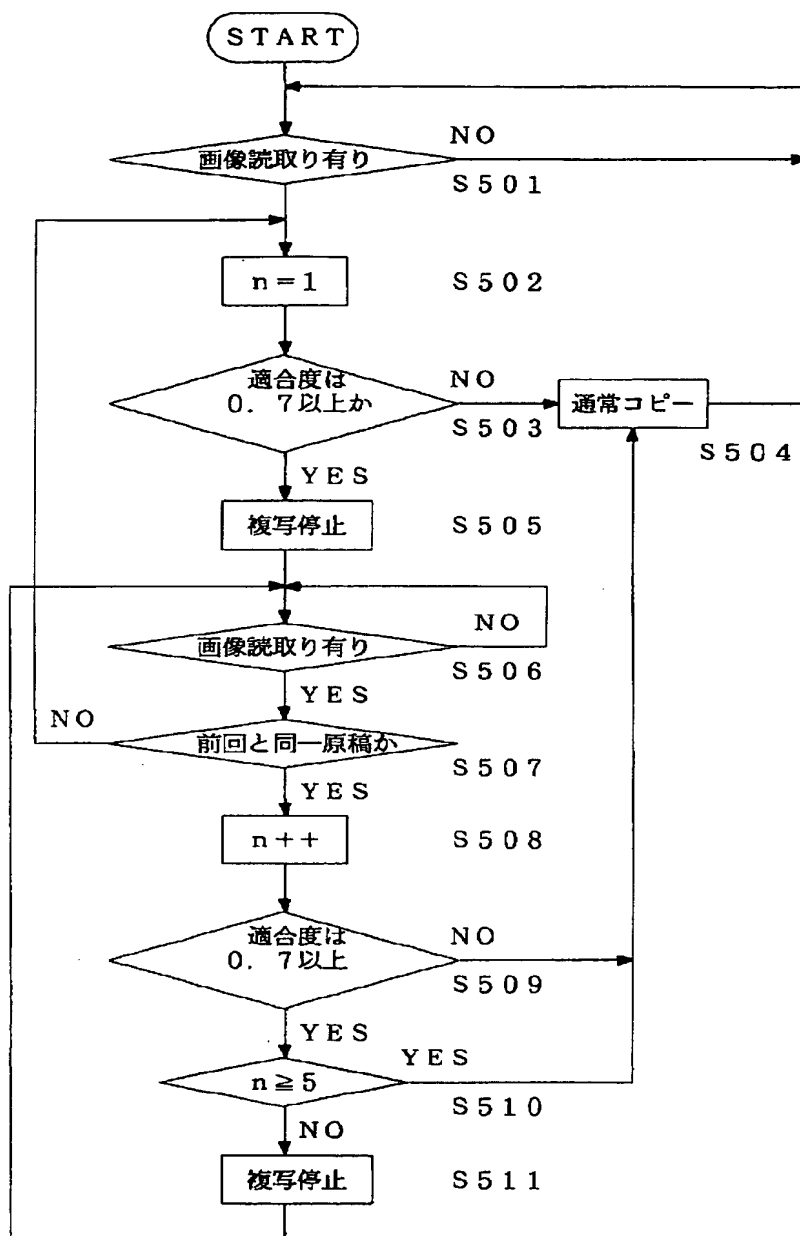 START
NO
画像読取り有り
S501
n=1
S502
適合度は
0.7以上か
NO
S503
通常コピー
S504
YES
複写停止
S505
画像読取り有り
NO
S506
YES
NO
前回と同一原稿か
S507
YES
n++
S508
適合度は
0.7以上
NO
S509
YES
n≧5
YES
S510
NO
複写停止
S511